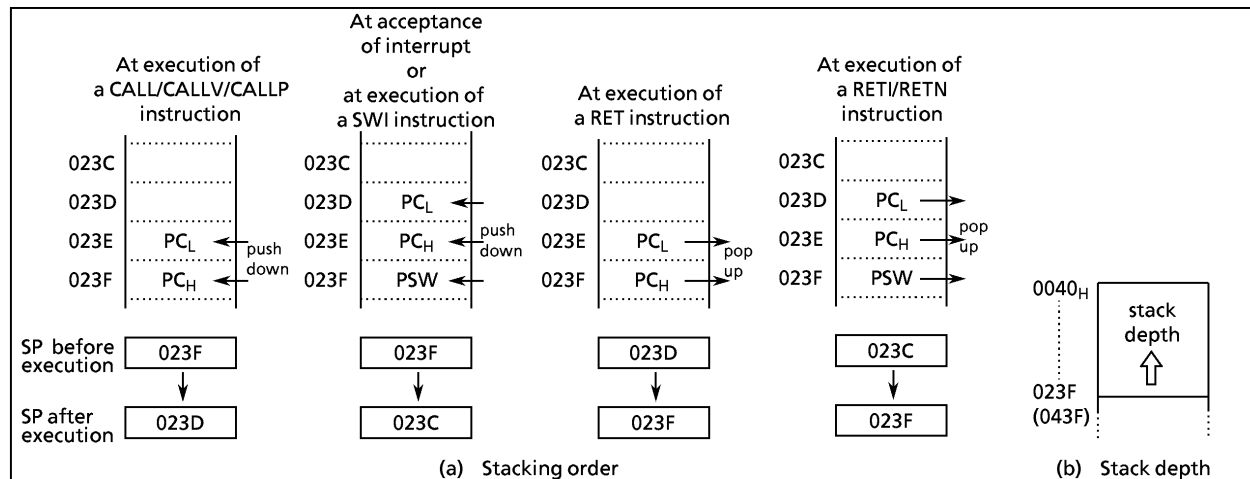 At execution of
a CALL/CALLV/CALLP
instruction
At acceptance
of interrupt
or
at execution of
a SWI instruction
At execution of
a RET instruction
At execution of
a RETI/RETN
instruction
023C
023D
023E PCL
023F PCH
push
down
023C
023D PCL
023E PCH
023F PSW
push
down
023C
023D
023E PCL
023F PCH
pop
up
023C
023D PCL
023E PCH
023F PSW
pop
up
SP before
execution
023F 023F 023D 023C
SP after
execution
023D 023C 023F 023F
(a) Stacking order
0040H
stack
depth
023F
(043F)
(b) Stack depth